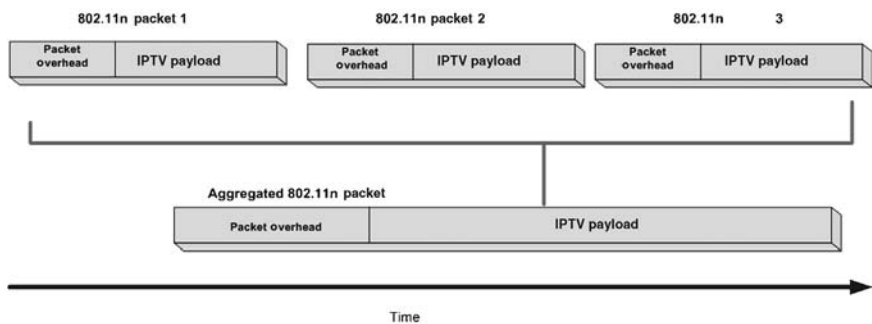 802.11n packet 1
802.11n packet 2
802.11n 3
Packet overhead
IPTV payload
Packet overhead
IPTV payload
Packet overhead
IPTV payload
Aggregated 802.11n packet
Packet overhead
IPTV payload
Time